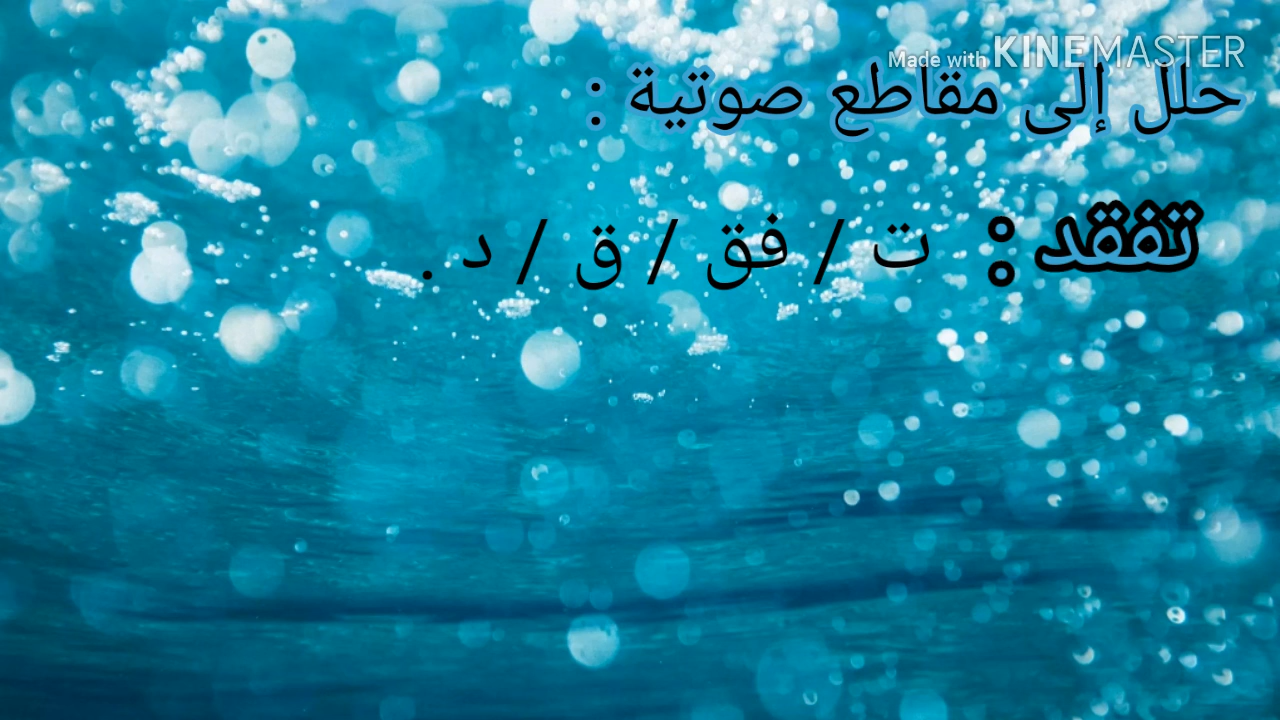 Made with KINEMASTER
حلل إلى مقاطع صوتية :
تفقد : ت / فق / ق / د .